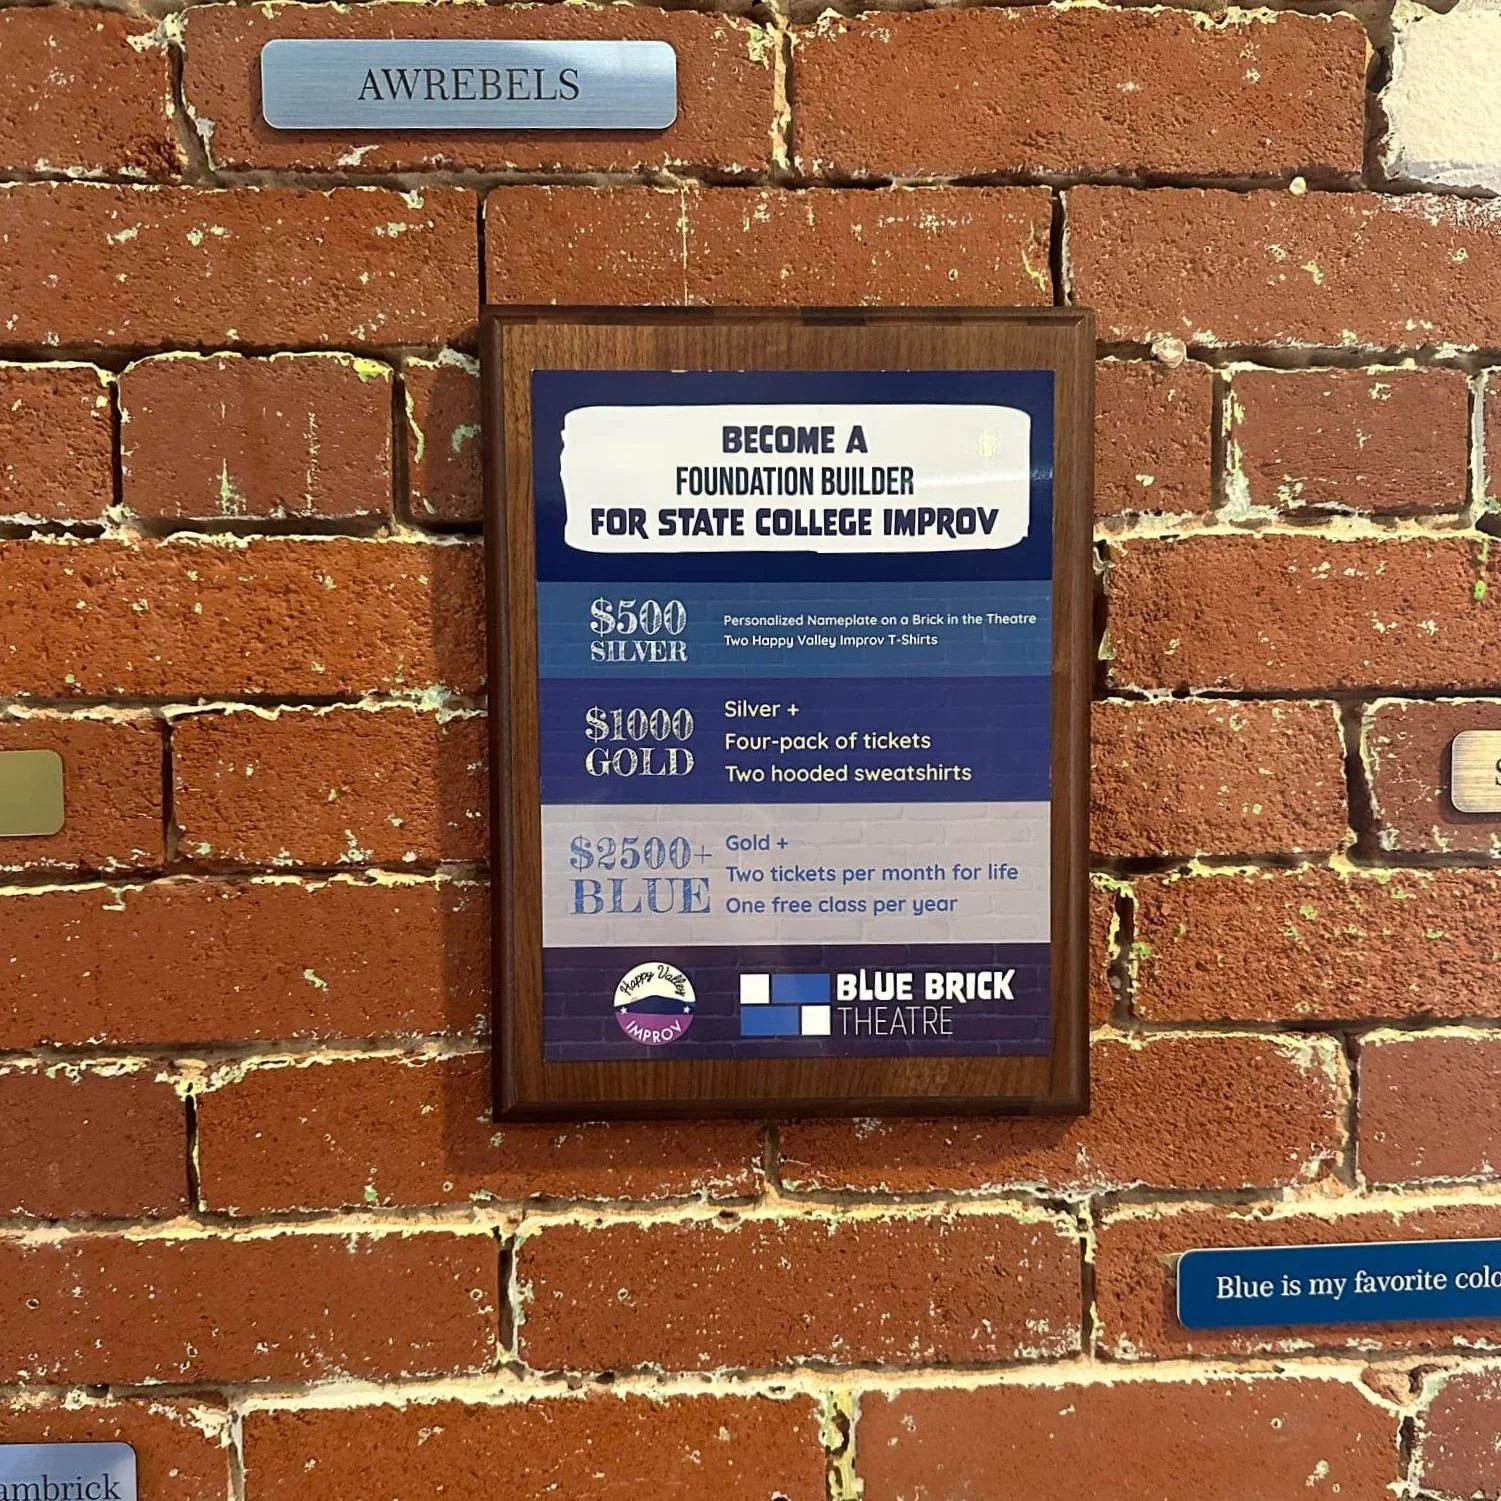 AWREBELS
BECOME A
FOUNDATION BUILDER
FOR STATE COLLEGE IMPROV
$500
SILVER
Personalized Nameplate on a Brick in the Theatre
Two Happy Valley Improv T-Shirts
$1000
GOLD
Silver +
Four-pack of tickets
Two hooded sweatshirts
$2500+
BLUE
Gold +
Two tickets per month for life
One free class per year
Happy Valley
IMPROV
BLUE BRICK
THEATRE
Blue is my favorite colo
ambrick